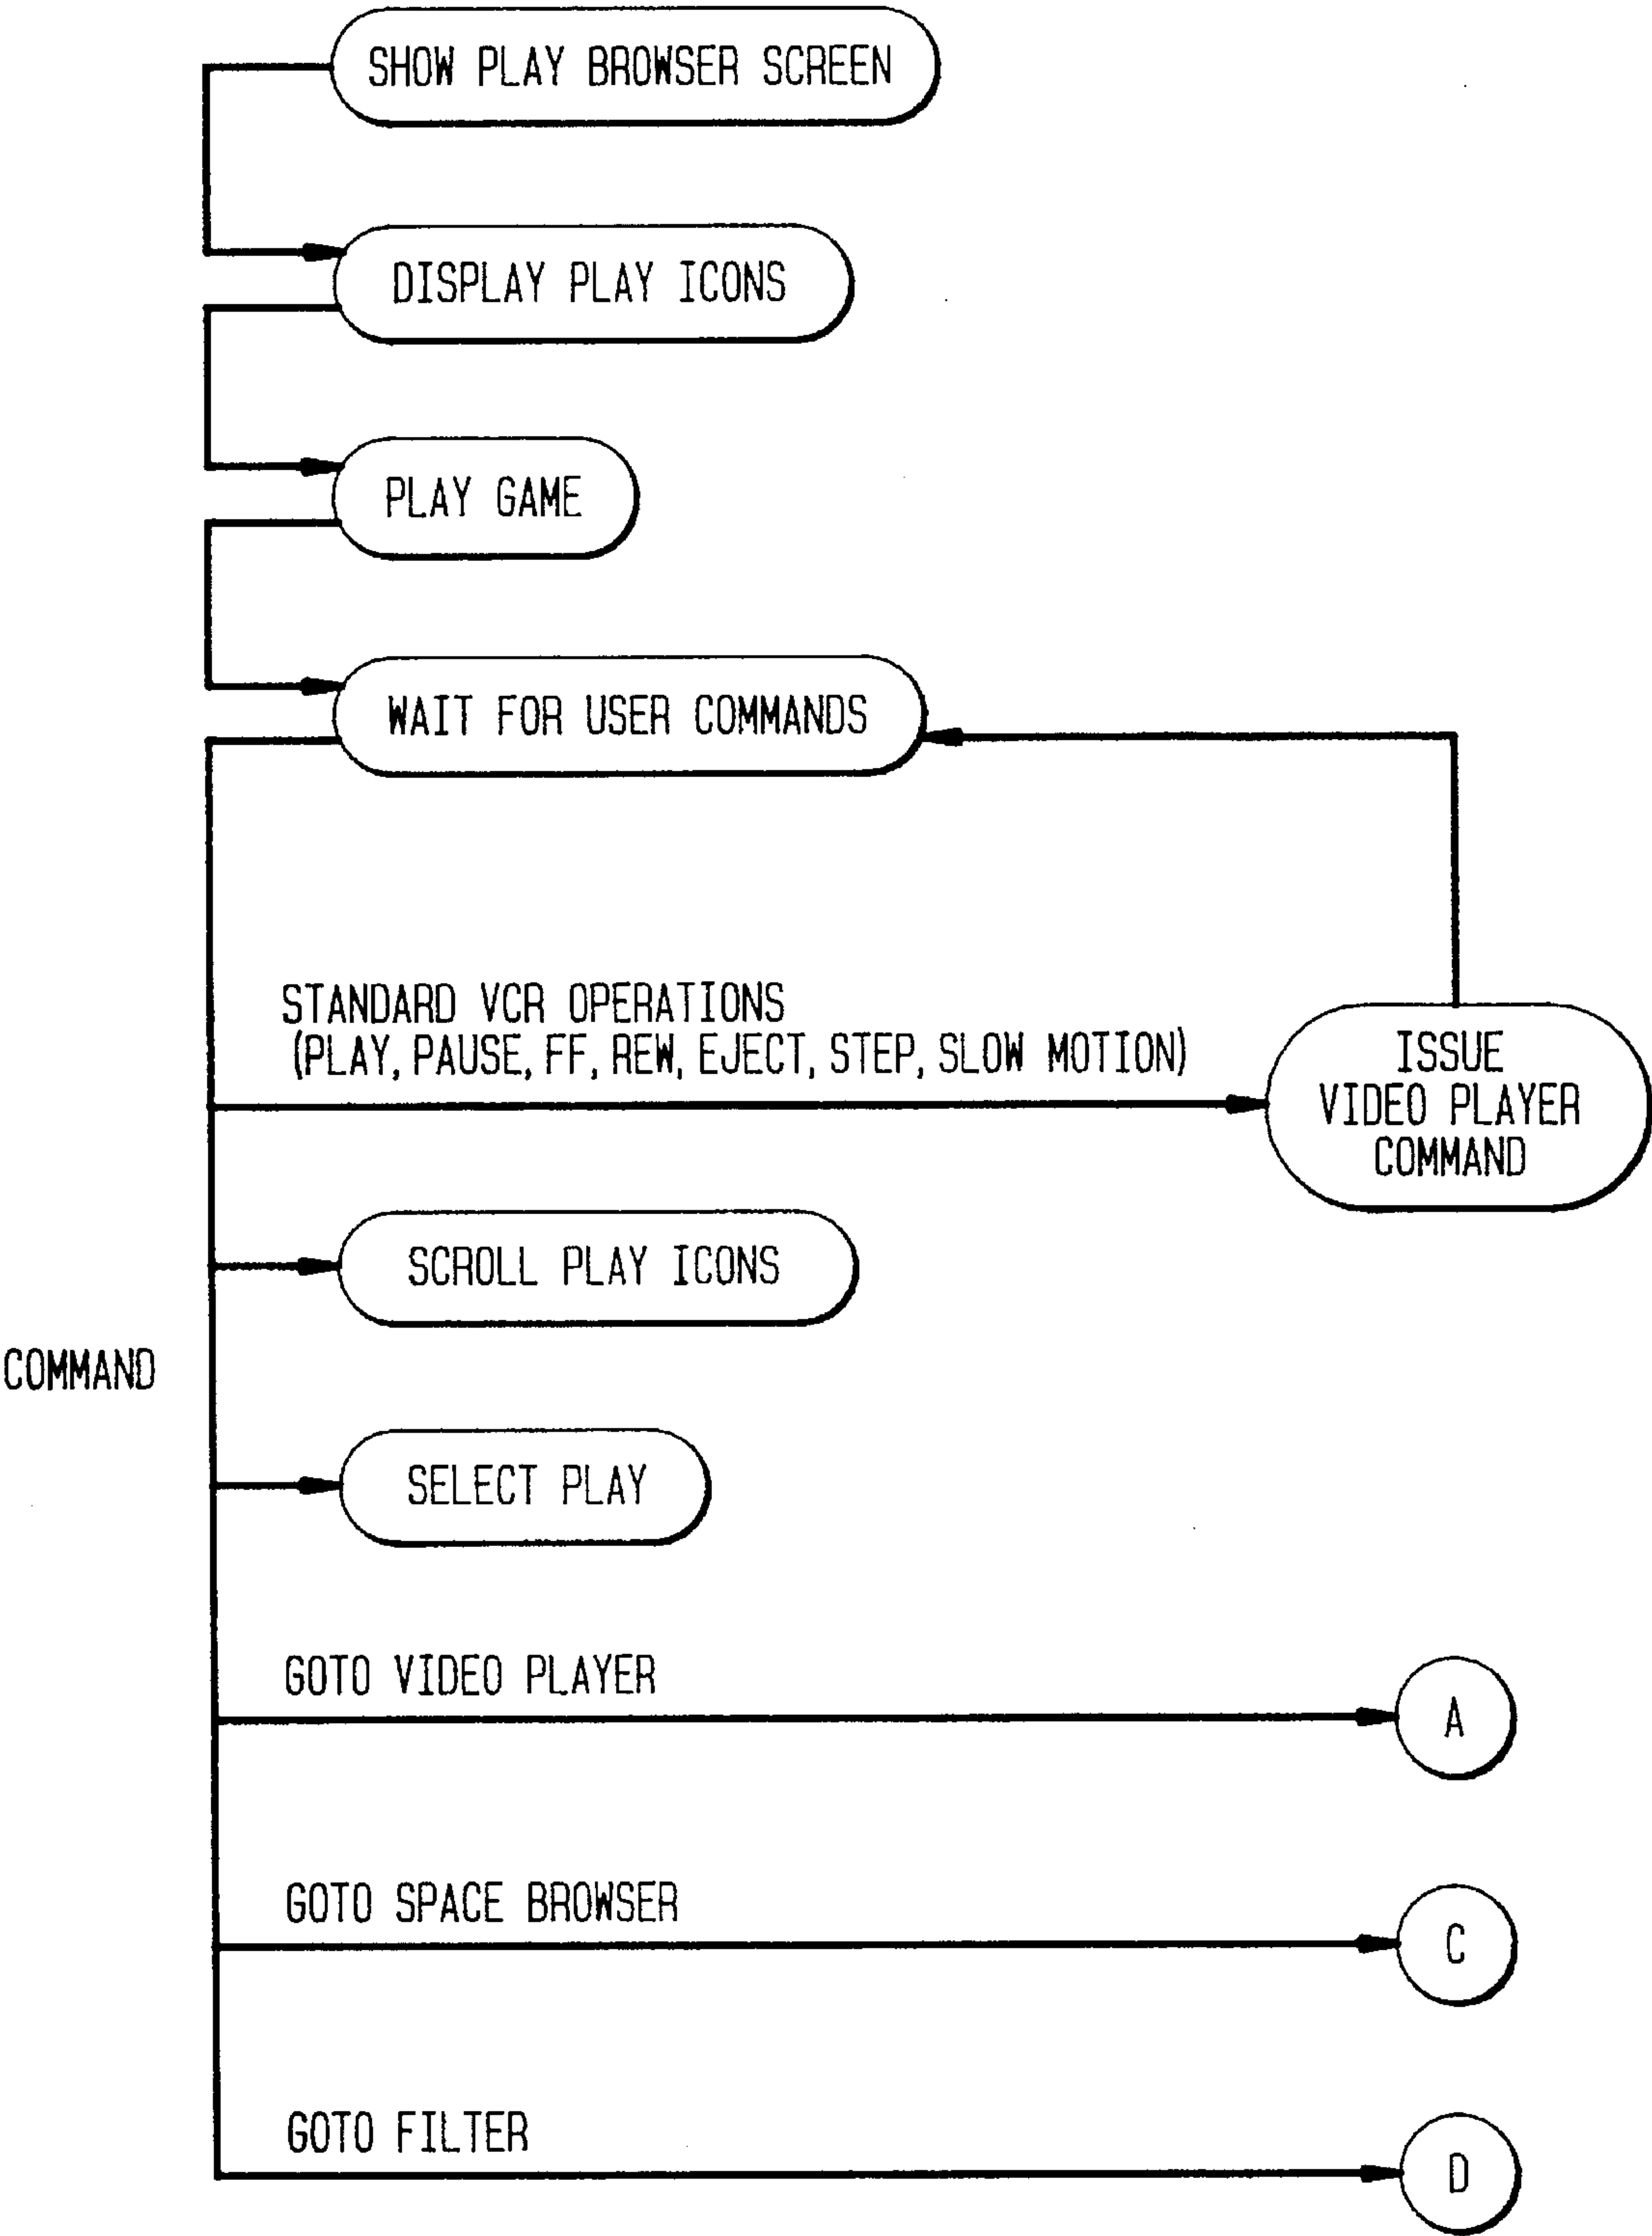 SHOW PLAY BROWSER SCREEN
DISPLAY PLAY ICONS
PLAY GAME
WAIT FOR USER COMMANDS
STANDARD VCR OPERATIONS
(PLAY, PAUSE, FF, REW, EJECT, STEP, SLOW MOTION)
ISSUE
VIDEO PLAYER
COMMAND
SCROLL PLAY ICONS
COMMAND
SELECT PLAY
GOTO VIDEO PLAYER
A
GOTO SPACE BROWSER
C
GOTO FILTER
D